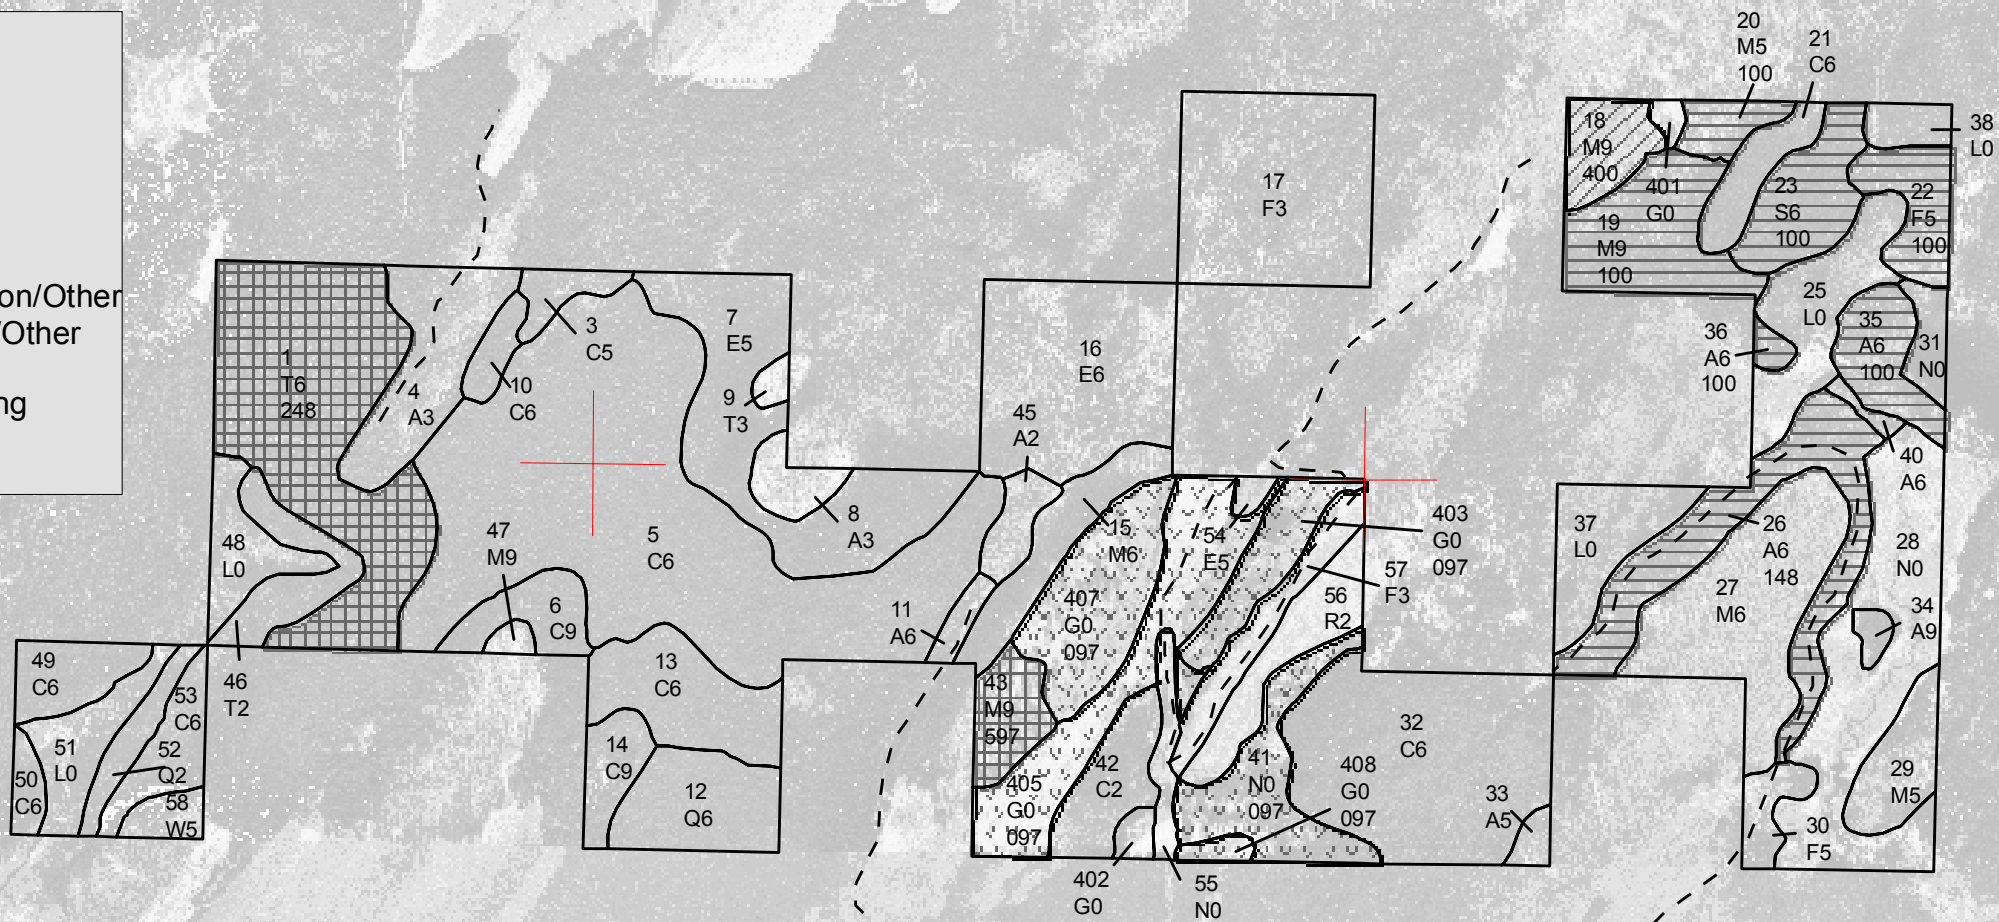 on/Other
/Other
ng
1
T6
248
4
A3
3
C5
10
C6
7
E5
9
T3
8
A3
5
C6
47
M9
6
C9
48
L0
46
T2
49
C6
53
C6
51
L0
52
Q2
50
C6
58
W5
13
C6
14
C9
12
Q6
11
A6
16
E6
45
A2
17
F3
15
M6
54
E5
407
G0
097
43
M9
597
405
G0
097
42
C2
402
G0
55
N0
41
N0
097
408
G0
097
403
G0
097
57
F3
56
R2
32
C6
33
A5
18
M9
400
401
G0
19
M9
100
20
M5
100
21
C6
23
S6
100
38
L0
22
F5
100
25
L0
36
A6
100
35
A6
100
31
N0
40
A6
37
L0
26
A6
148
27
M6
28
N0
34
A9
29
M5
30
F5